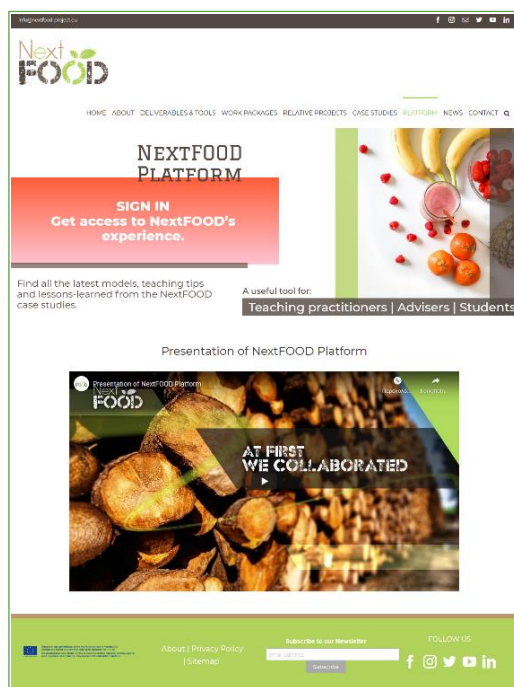 info@nextfood-project.eu
Next
FOOD
HOME ABOUT DELIVERABLES & TOOLS WORK PACKAGES RELATIVE PROJECTS CASE STUDIES PLATFORM NEWS CONTACT
NEXTFOOD
PLATFORM
SIGN IN
Get access to NextFOOD's
experience.
Find all the latest models, teaching tips
and lessons-learned from the NextFOOD
case studies.
A useful tool for:
Teaching practitioners | Advisers | Students
Presentation of NextFOOD Platform
Presentation of NextFOOD Platform
Next
FOOD
AT FIRST
WE COLLABORATED
About | Privacy Policy
| Sitemap
Subscribe to our Newsletter
Subscribe
FOLLOW US